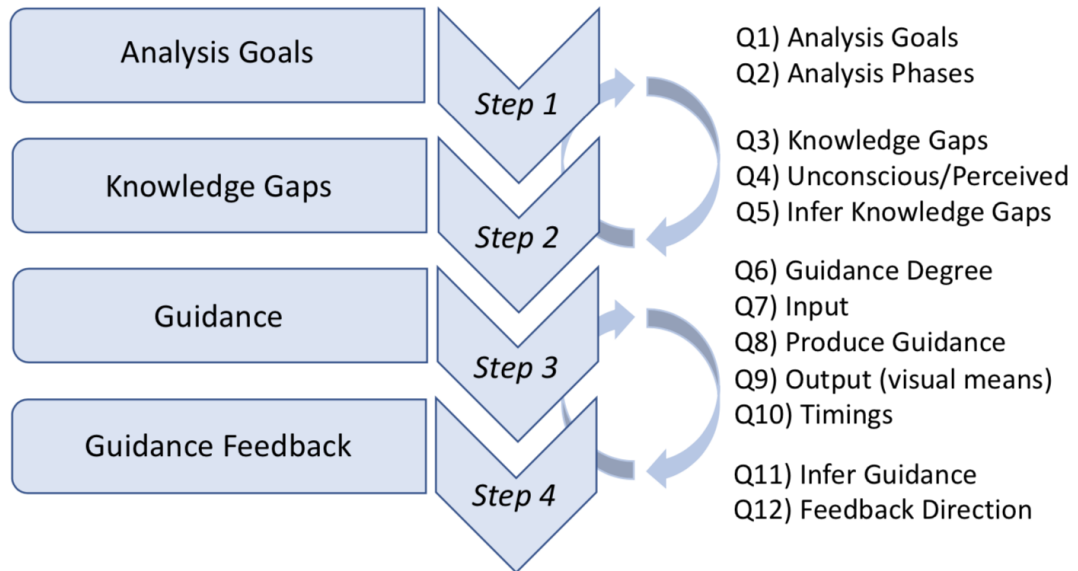 Analysis Goals
Step 1
Q1) Analysis Goals
Q2) Analysis Phases
Knowledge Gaps
Step 2
Q3) Knowledge Gaps
Q4) Unconscious/Perceived
Q5) Infer Knowledge Gaps
Guidance
Step 3
Q6) Guidance Degree
Q7) Input
Q8) Produce Guidance
Q9) Output (visual means)
Q10) Timings
Guidance Feedback
Step 4
Q11) Infer Guidance
Q12) Feedback Direction